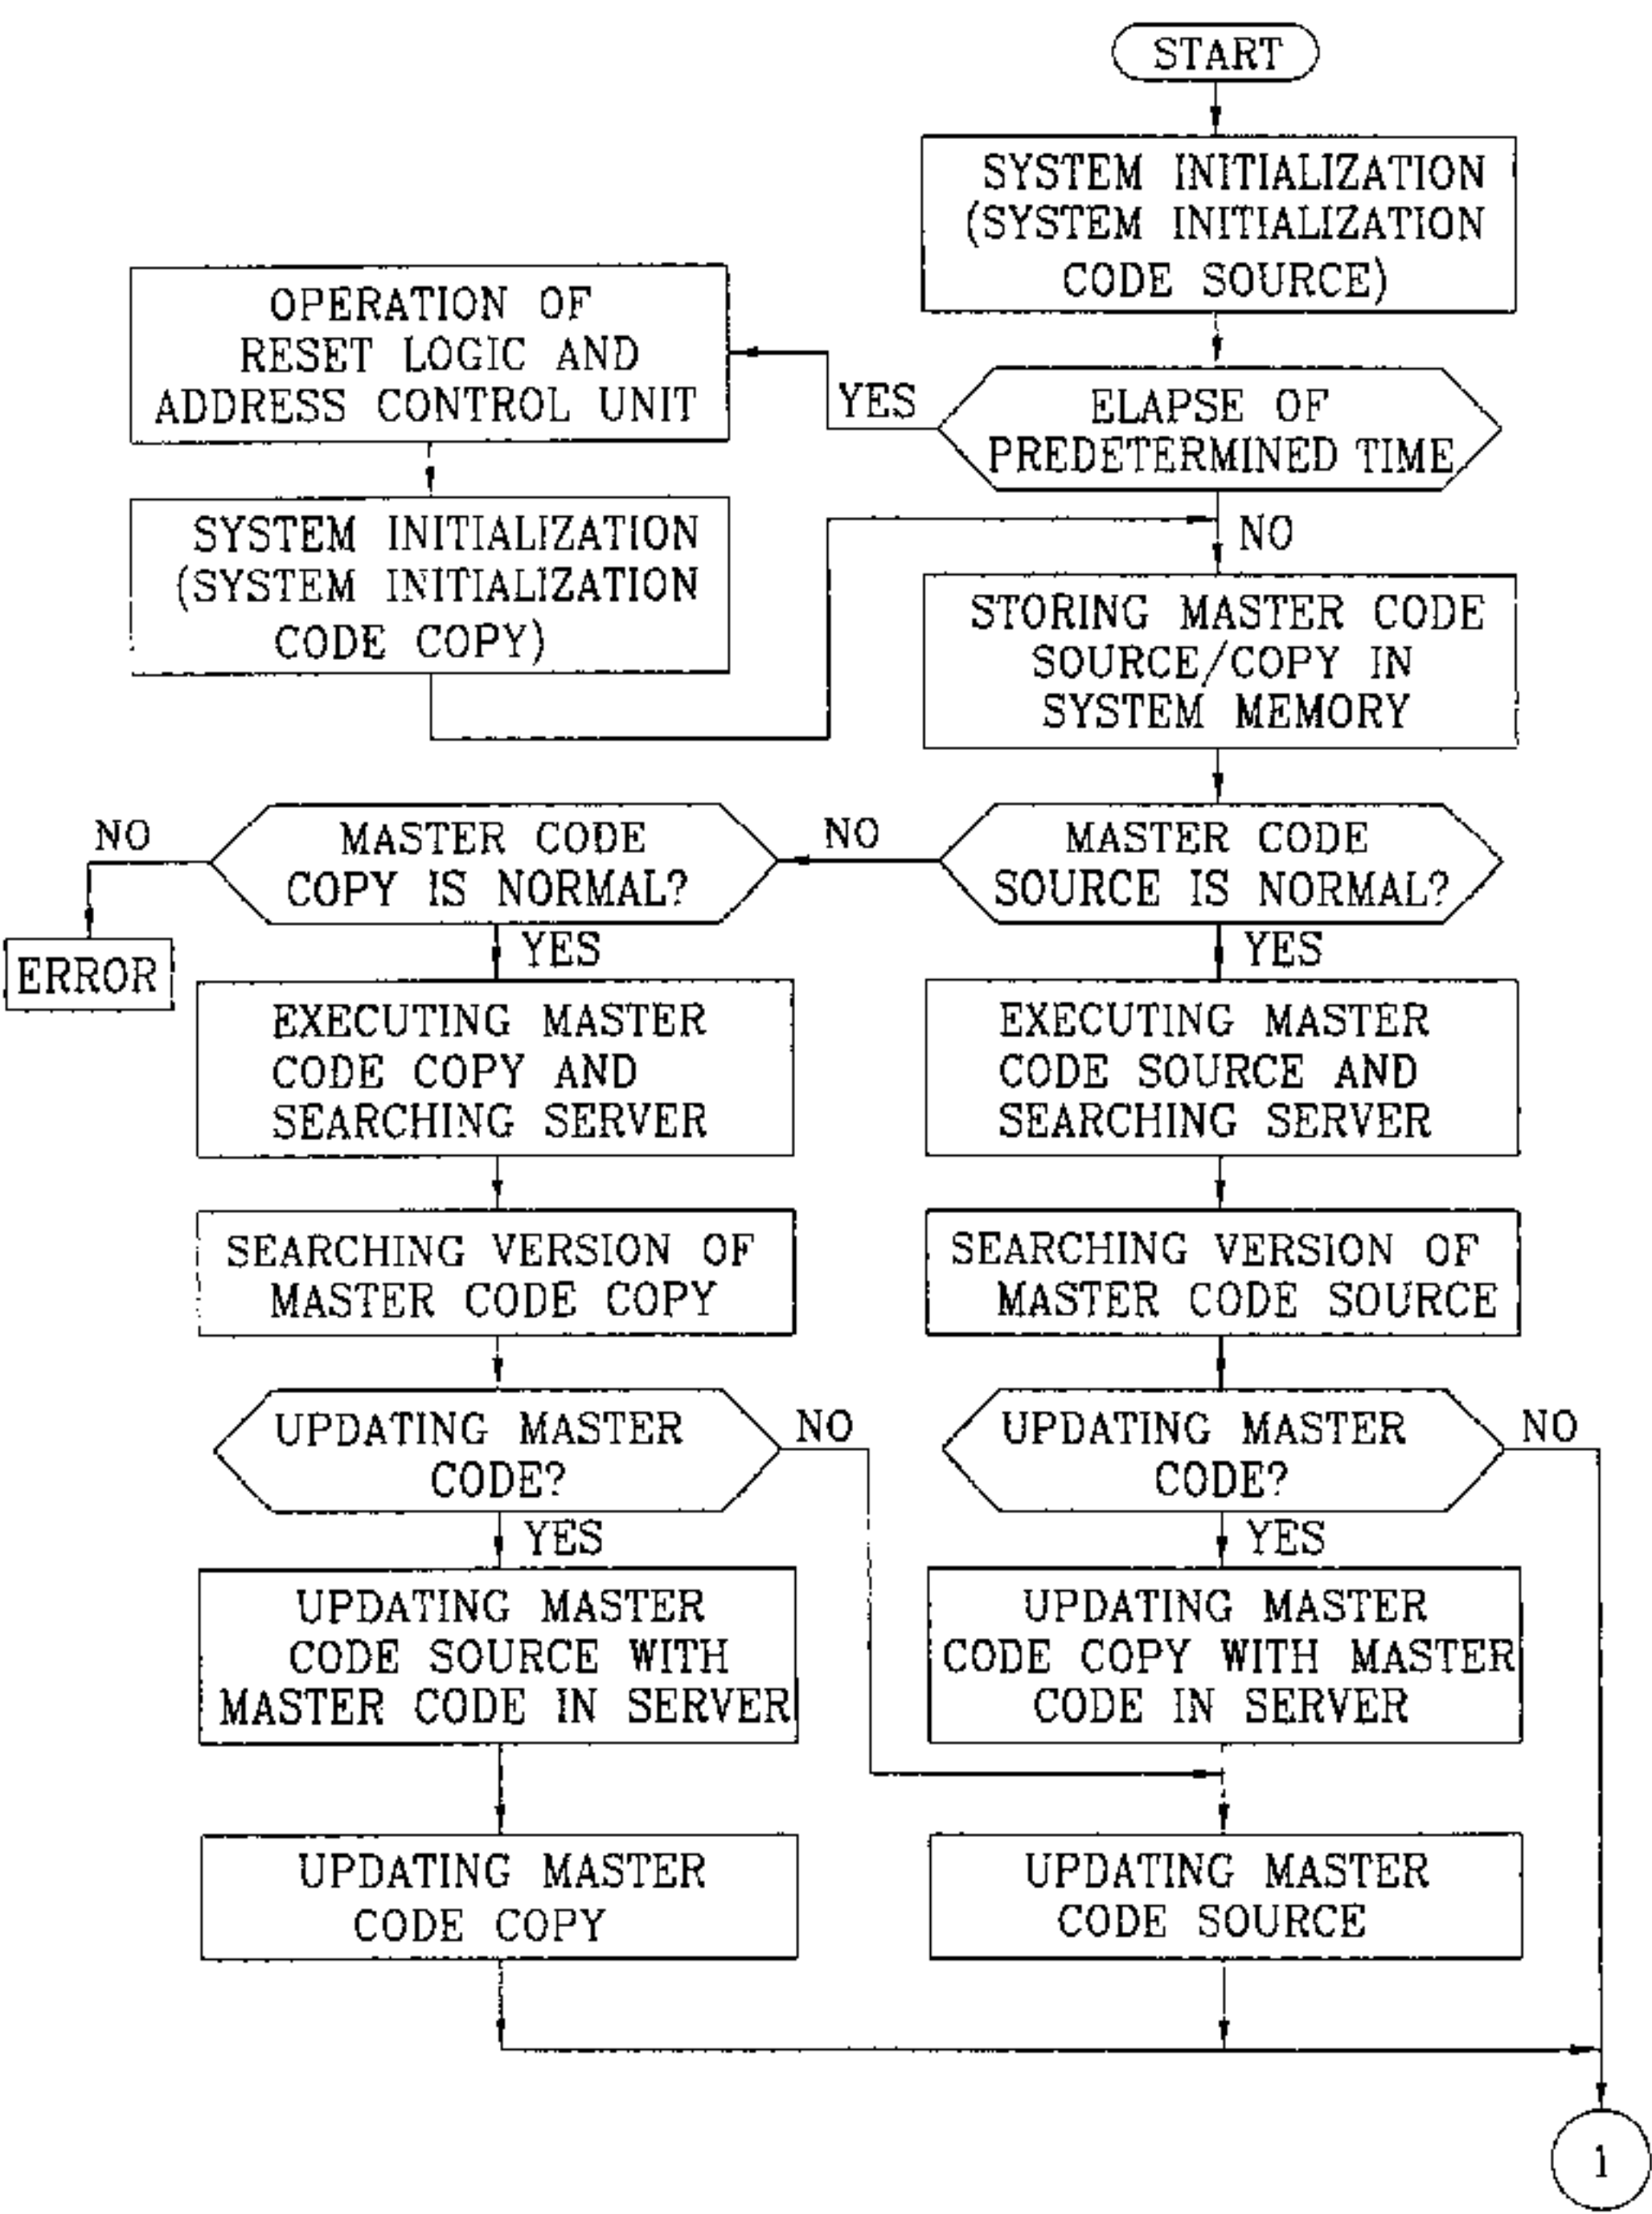 START
SYSTEM INITIALIZATION
(SYSTEM INITIALIZATION
CODE SOURCE)
OPERATION OF
RESET LOGIC AND
ADDRESS CONTROL UNIT
YES
ELAPSE OF
PREDETERMINED TIME
SYSTEM INITIALIZATION
(SYSTEM INITIALIZATION
CODE COPY)
NO
STORING MASTER CODE
SOURCE/COPY IN
SYSTEM MEMORY
NO
MASTER CODE
COPY IS NORMAL?
NO
MASTER CODE
SOURCE IS NORMAL?
ERROR
YES
YES
EXECUTING MASTER
CODE COPY AND
SEARCHING SERVER
EXECUTING MASTER
CODE SOURCE AND
SEARCHING SERVER
SEARCHING VERSION OF
MASTER CODE COPY
SEARCHING VERSION OF
MASTER CODE SOURCE
UPDATING MASTER
CODE?
NO
UPDATING MASTER
CODE?
NO
YES
YES
UPDATING MASTER
CODE SOURCE WITH
MASTER CODE IN SERVER
UPDATING MASTER
CODE COPY WITH MASTER
CODE IN SERVER
UPDATING MASTER
CODE COPY
UPDATING MASTER
CODE SOURCE
1